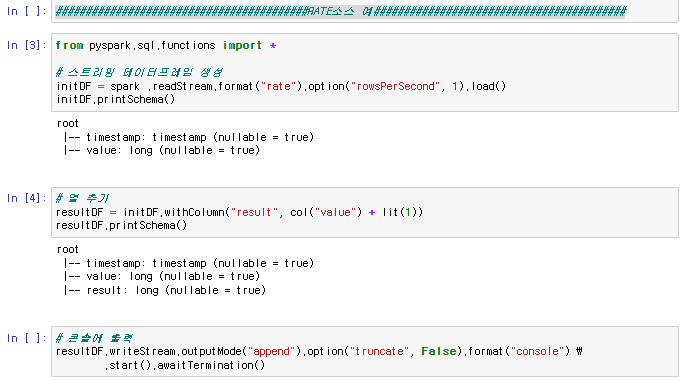 In [ ]: ########################################RATE소스 예########################################
In [3]: from pyspark.sql.functions import *
# 스트리밍 데이터프레임 생성
initDF = spark .readStream.format("rate").option("rowsPerSecond", 1).load()
initDF.printSchema()
root
 |-- timestamp: timestamp (nullable = true)
 |-- value: long (nullable = true)
In [4]: # 열 추가
resultDF = initDF.withColumn("result", col("value") + lit(1))
resultDF.printSchema()
root
 |-- timestamp: timestamp (nullable = true)
 |-- value: long (nullable = true)
 |-- result: long (nullable = true)
In [ ]: # 콘솔에 출력
resultDF.writeStream.outputMode("append").option("truncate", False).format("console") ₩
.start().awaitTermination()